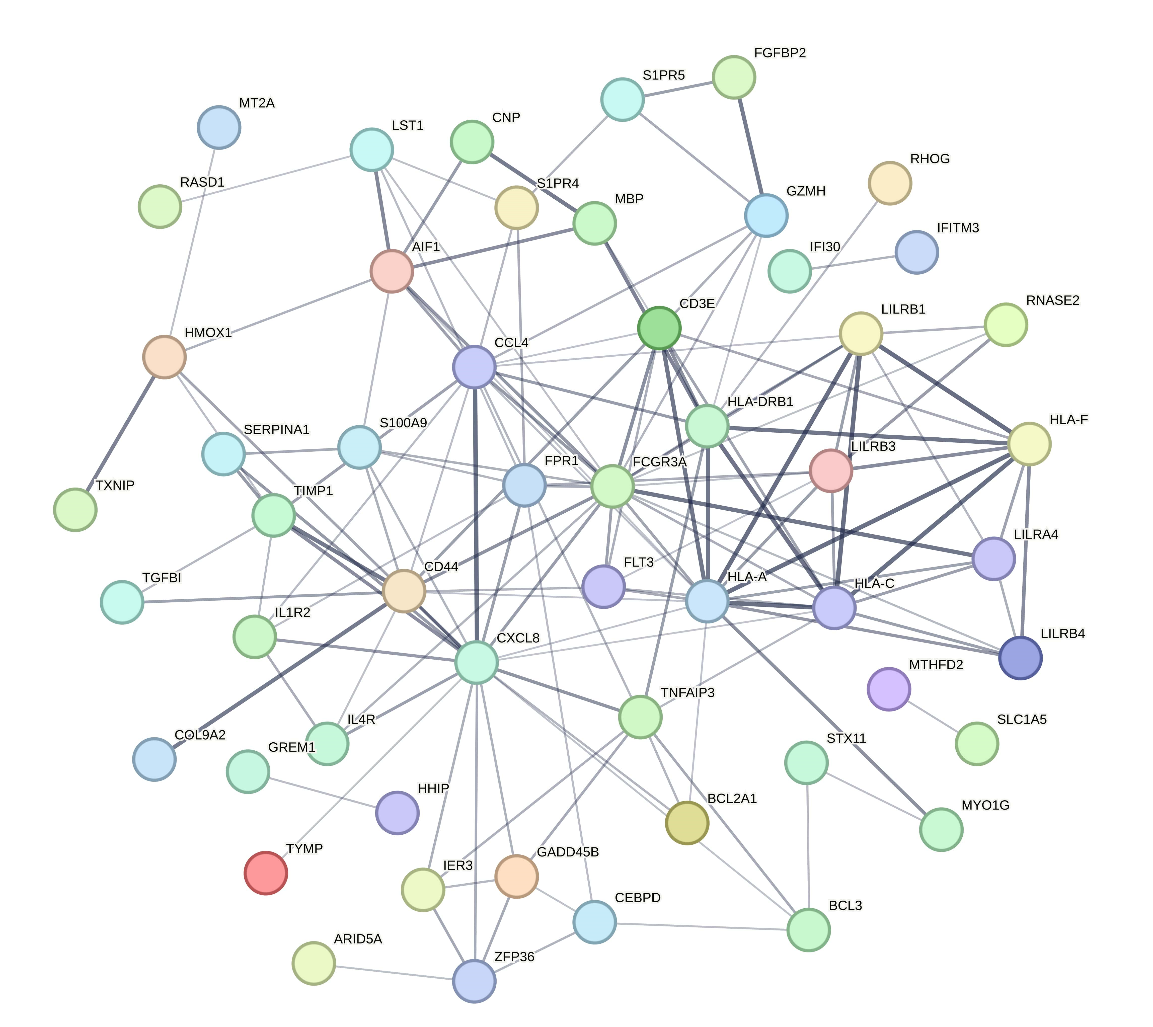 FGFBP2
S1PR5
MT2A
CNP
LST1
RHOG
RASD1
S1PR4
GZMH
MBP
IFITM3
AIF1
IFI30
RNASE2
CD3E
LILRB1
HMOX1
CCL4
HLA-DRB1
HLA-F
S100A9
SERPINA1
LILRB3
FPR1
FCGR3A
TXNIP
TIMP1
LILRA4
FLT3
CD44
HLA-A
TGFBI
HLA-C
IL1R2
LILRB4
CXCL8
MTHFD2
TNFAIP3
IL4R
SLC1A5
COL9A2
STX11
GREM1
HHIP
BCL2A1
MYO1G
TYMP
GADD45B
IER3
CEBPD
BCL3
ARID5A
ZFP36